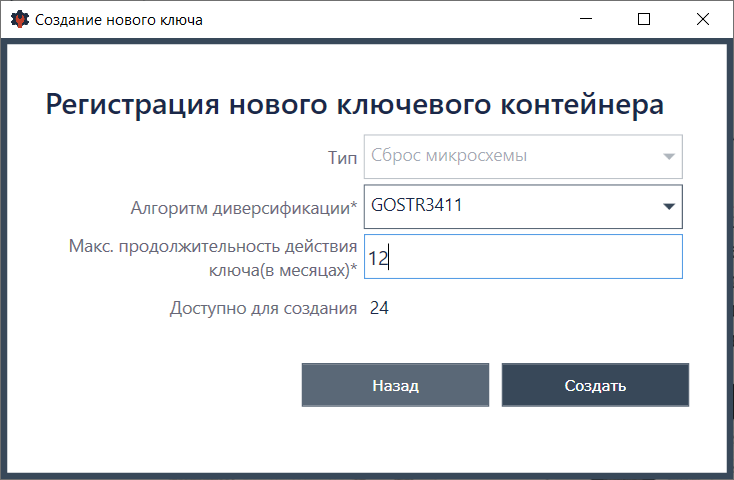 Создание нового ключа
Регистрация нового ключевого контейнера
Тип Сброс микросхемы
Алгоритм диверсификации* GOSTR3411
Макс. продолжительность действия
ключа(в месяцах)* 12
Доступно для создания 24
Назад Создать